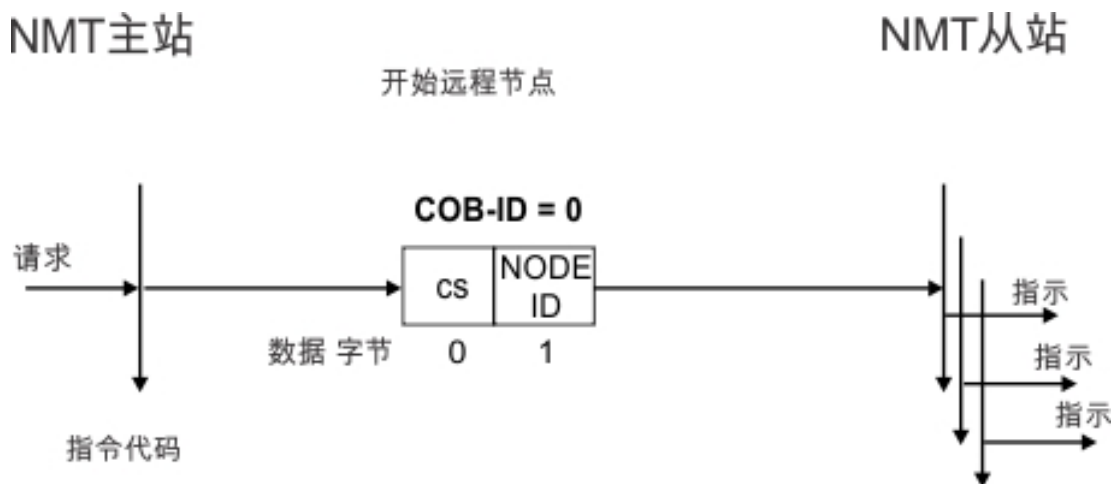 NMT主站
NMT从站
开始远程节点
COB-ID = 0
请求
cs
NODE
ID
指示
数据 字节
0
1
指示
指示
指令代码